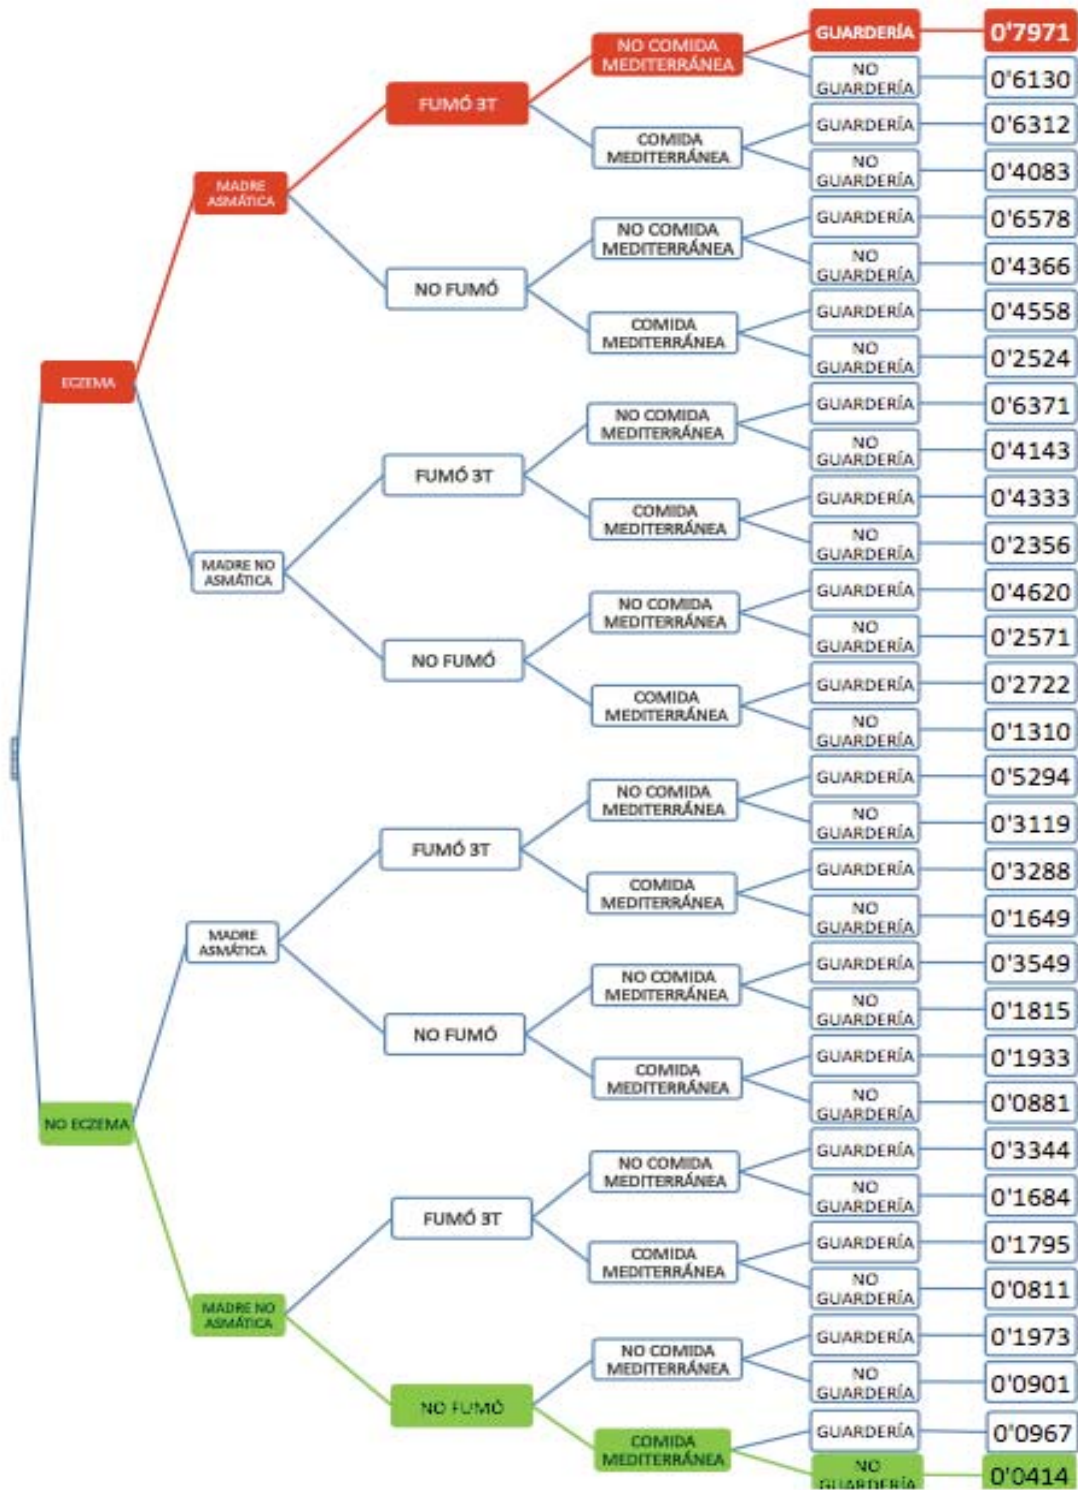 GUARDERÍA 0'7971
NO COMIDA
MEDITERRÁNEA
NO
GUARDERÍA 0'6130
FUMÓ 3T
GUARDERÍA 0'6312
COMIDA
MEDITERRÁNEA
NO
GUARDERÍA 0'4083
MADRE
ASMÁTICA
GUARDERÍA 0'6578
NO COMIDA
MEDITERRÁNEA
NO
GUARDERÍA 0'4366
NO FUMÓ
GUARDERÍA 0'4558
COMIDA
MEDITERRÁNEA
NO
GUARDERÍA 0'2524
ECZEMA
GUARDERÍA 0'6371
NO COMIDA
MEDITERRÁNEA
NO
GUARDERÍA 0'4143
FUMÓ 3T
GUARDERÍA 0'4333
COMIDA
MEDITERRÁNEA
NO
GUARDERÍA 0'2356
MADRE NO
ASMÁTICA
GUARDERÍA 0'4620
NO COMIDA
MEDITERRÁNEA
NO
GUARDERÍA 0'2571
NO FUMÓ
GUARDERÍA 0'2722
COMIDA
MEDITERRÁNEA
NO
GUARDERÍA 0'1310
GUARDERÍA 0'5294
NO COMIDA
MEDITERRÁNEA
NO
GUARDERÍA 0'3119
FUMÓ 3T
GUARDERÍA 0'3288
COMIDA
MEDITERRÁNEA
NO
GUARDERÍA 0'1649
MADRE
ASMÁTICA
GUARDERÍA 0'3549
NO COMIDA
MEDITERRÁNEA
NO
GUARDERÍA 0'1815
NO FUMÓ
GUARDERÍA 0'1933
COMIDA
MEDITERRÁNEA
NO
GUARDERÍA 0'0881
NO ECZEMA
GUARDERÍA 0'3344
NO COMIDA
MEDITERRÁNEA
NO
GUARDERÍA 0'1684
FUMÓ 3T
GUARDERÍA 0'1795
COMIDA
MEDITERRÁNEA
NO
GUARDERÍA 0'0811
MADRE NO
ASMÁTICA
GUARDERÍA 0'1973
NO COMIDA
MEDITERRÁNEA
NO
GUARDERÍA 0'0901
NO FUMÓ
GUARDERÍA 0'0967
COMIDA
MEDITERRÁNEA
NO
GUARDERÍA 0'0414